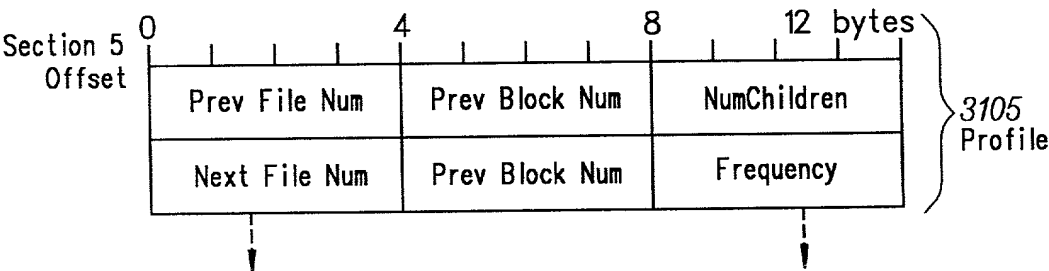 0 4 8 12 bytes
Section 5
Offset
Prev File Num Prev Block Num NumChildren
3105
Profile
Next File Num Prev Block Num Frequency